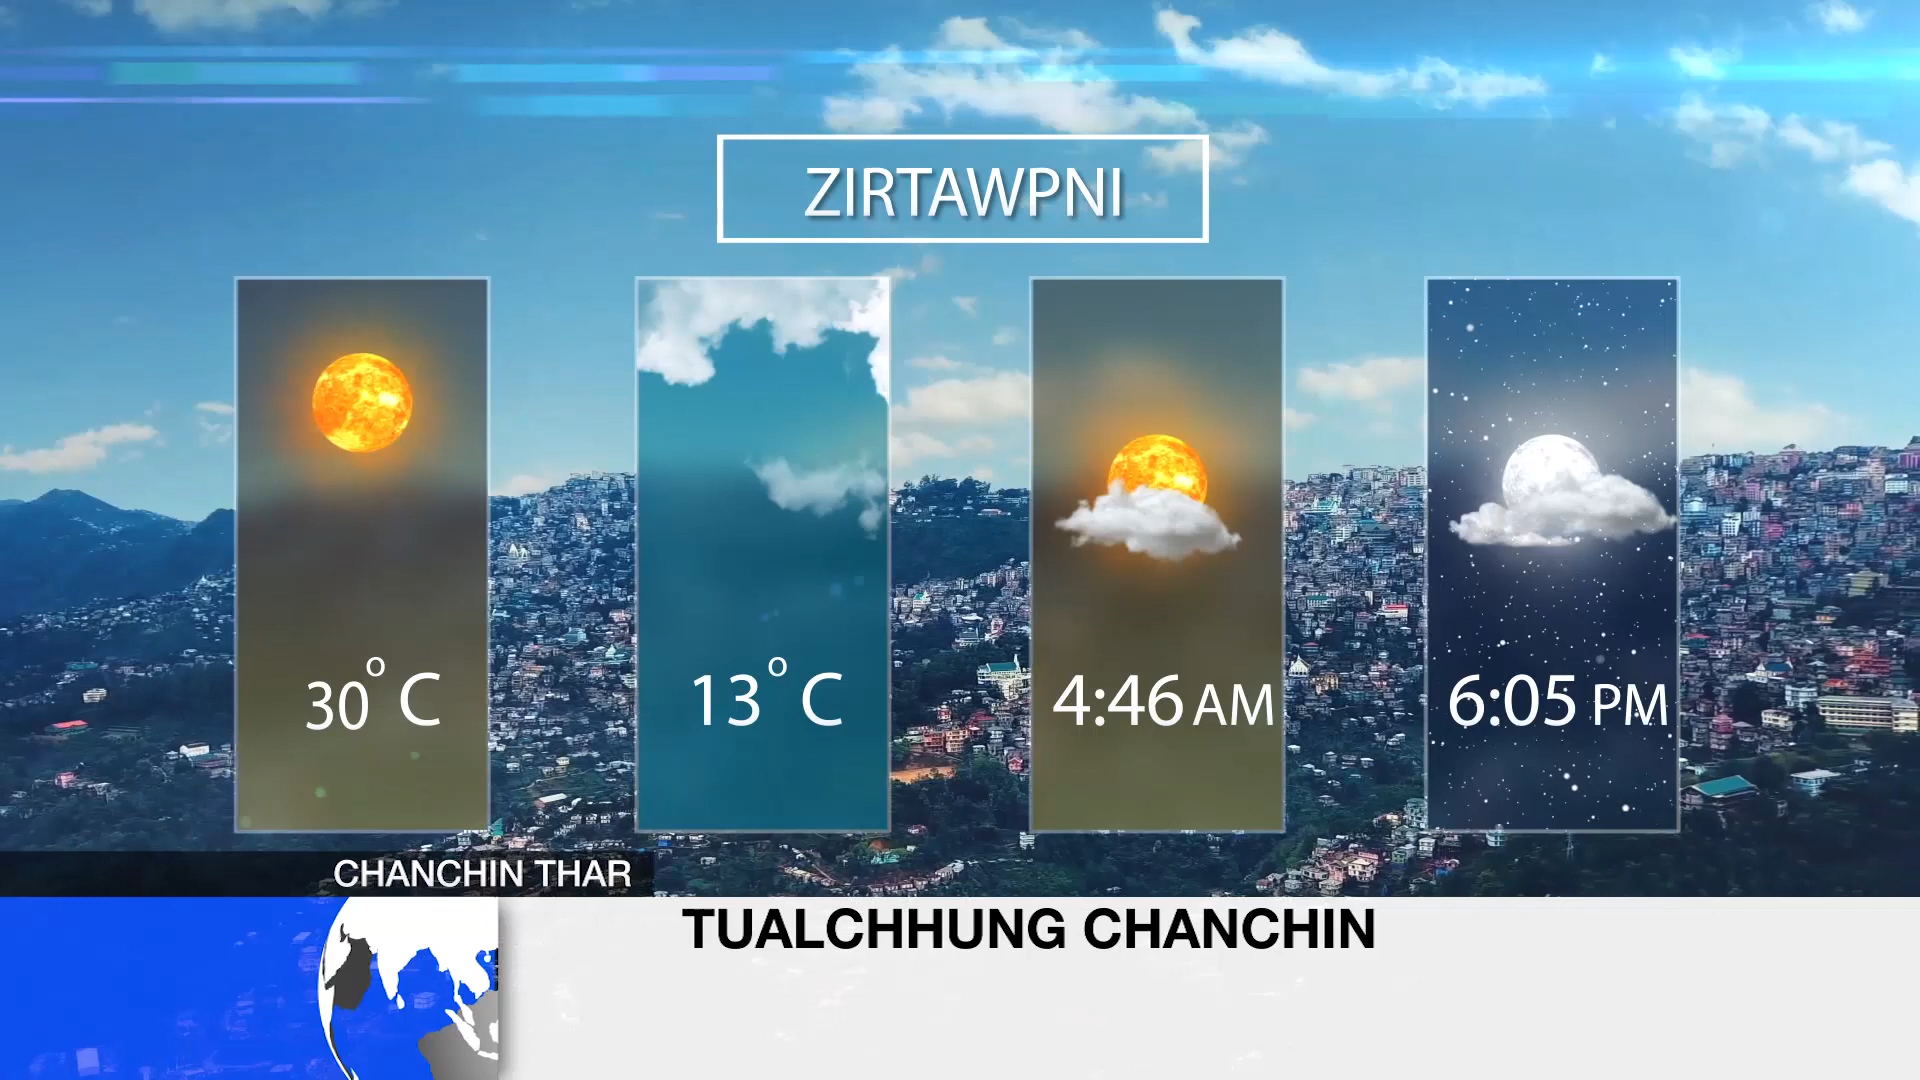 ZIRTAWPNI
30° C
13° C
4:46 AM
6:05 PM
CHANCHIN THAR
TUALCHHUNG CHANCHIN